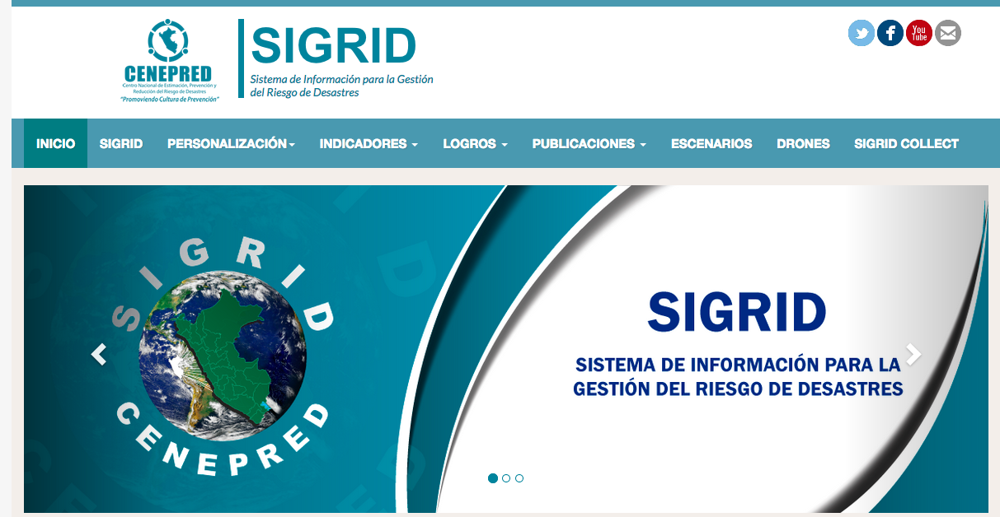 CENEPRED
Centro Nacional de Estimación, Prevención y
Reducción del Riesgo de Desastres
"Promoviendo Cultura de Prevención"
SIGRID
Sistema de Información para la Gestión
del Riesgo de Desastres
You
Tube
INICIO SIGRID PERSONALIZACIÓN INDICADORES LOGROS PUBLICACIONES ESCENARIOS DRONES SIGRID COLLECT
SIGRID
CENEPRED
SIGRID
SISTEMA DE INFORMACIÓN PARA LA
GESTIÓN DEL RIESGO DE DESASTRES